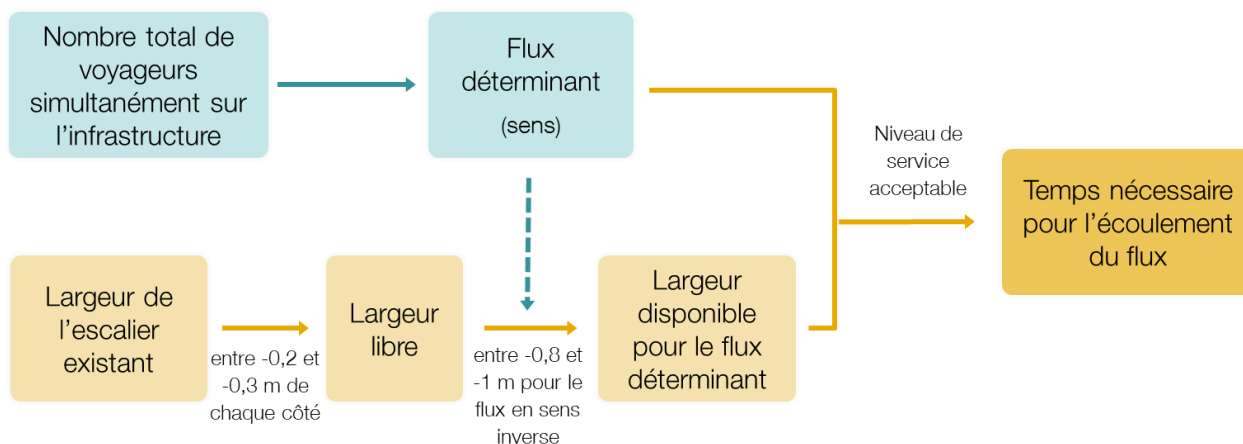 Nombre total de
voyageurs
simultanément sur
l'infrastructure
Flux
déterminant
(sens)
Niveau de
service
acceptable
Temps nécessaire
pour l'écoulement
du flux
Largeur de
l'escalier
existant
entre -0,2 et
-0,3 m de
chaque côté
Largeur
libre
entre -0,8 et
-1 m pour le
flux en sens
inverse
Largeur
disponible
pour le flux
déterminant